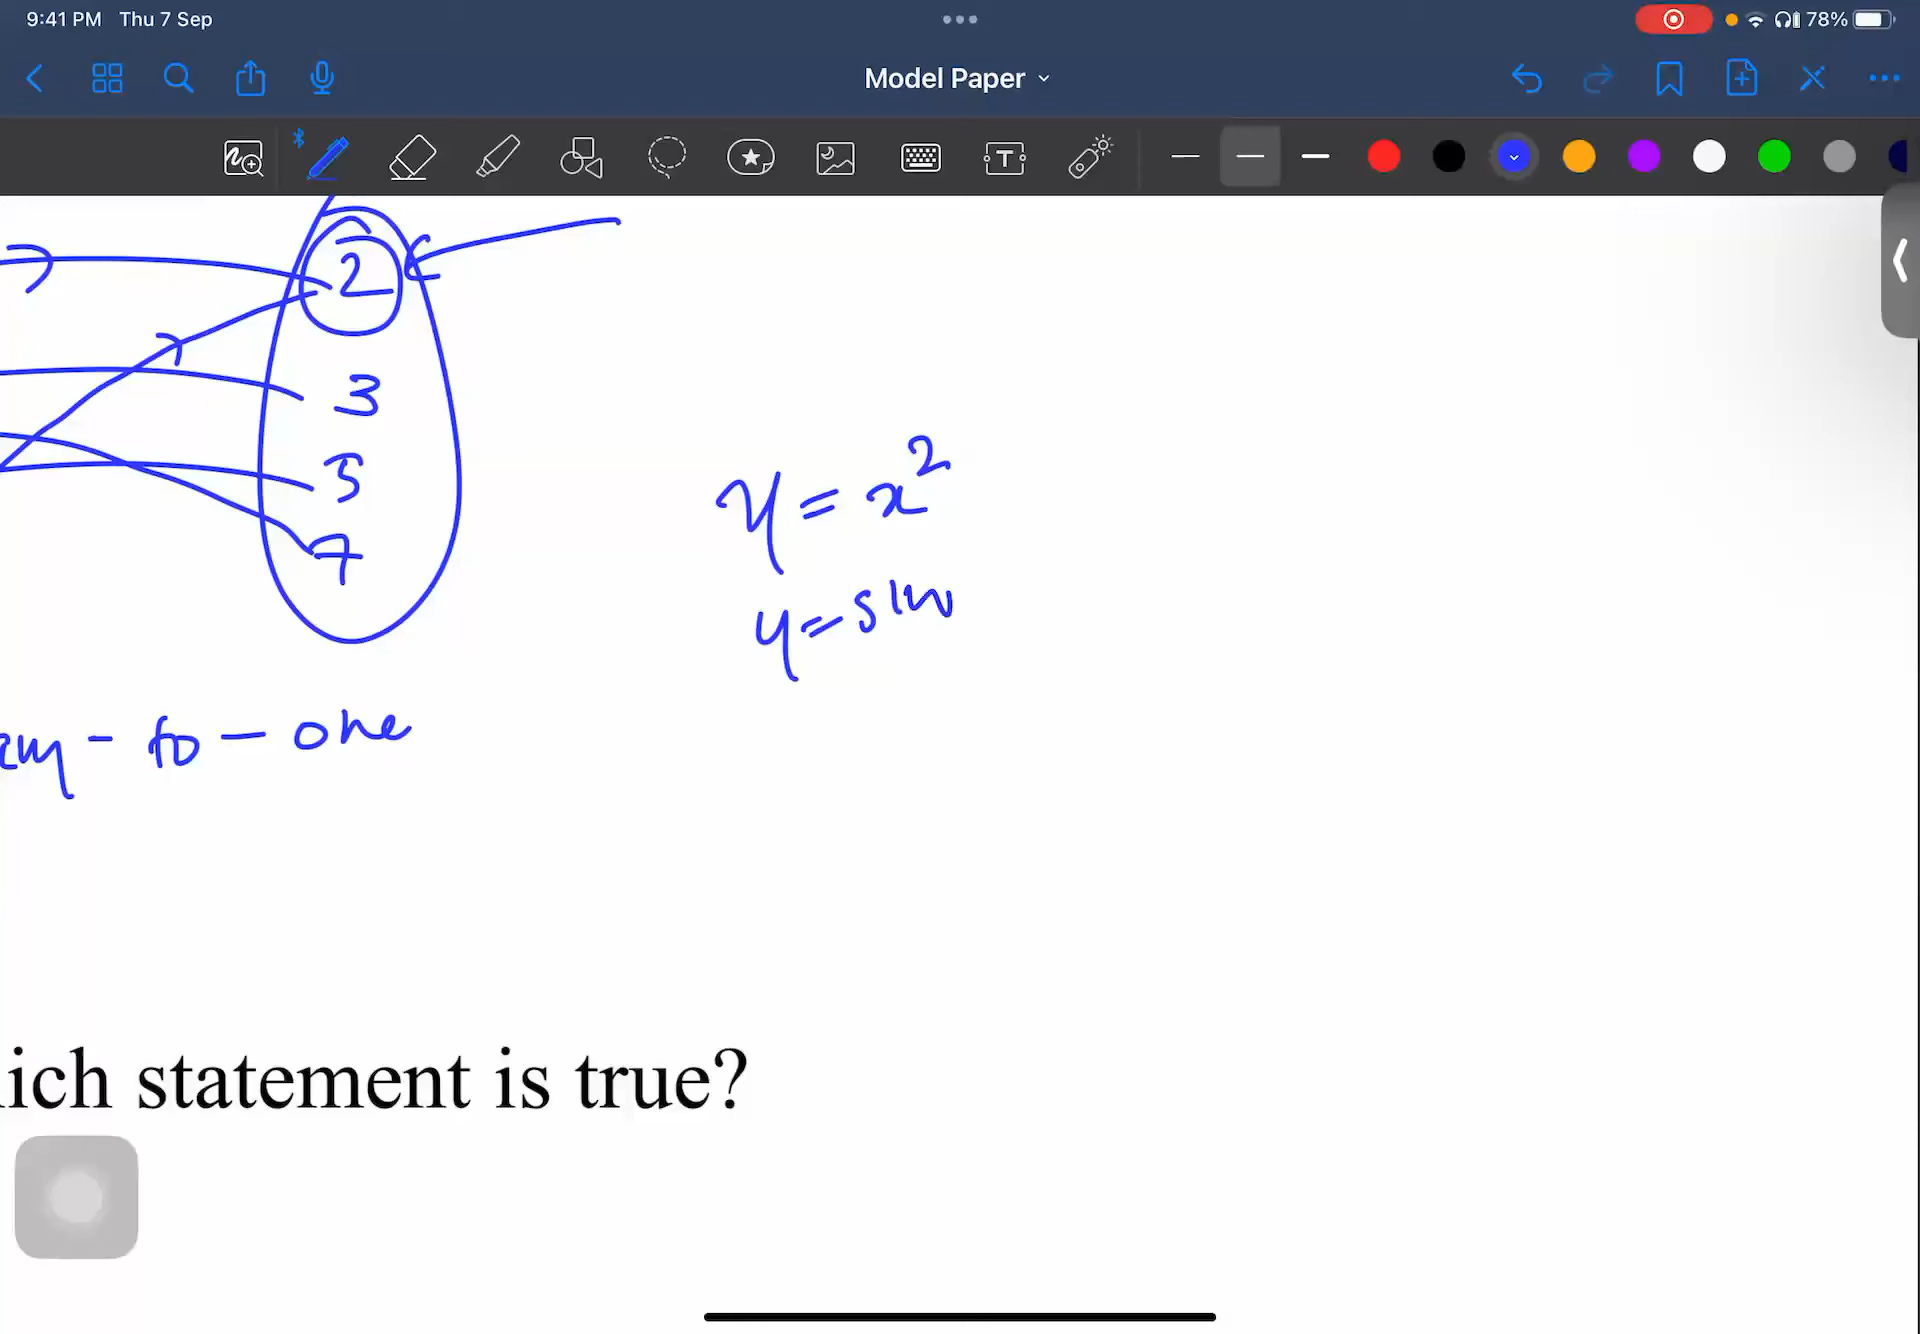 9:41 PM Thu 7 Sep
78%
Model Paper
T
2
3
5
7
y = x²
y = sin
- to - one
ich statement is true?